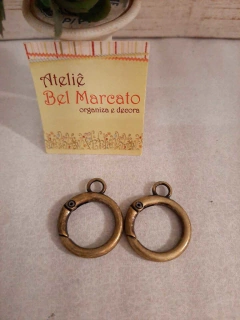 Ateliê
Bel Marcato
organiza e decora